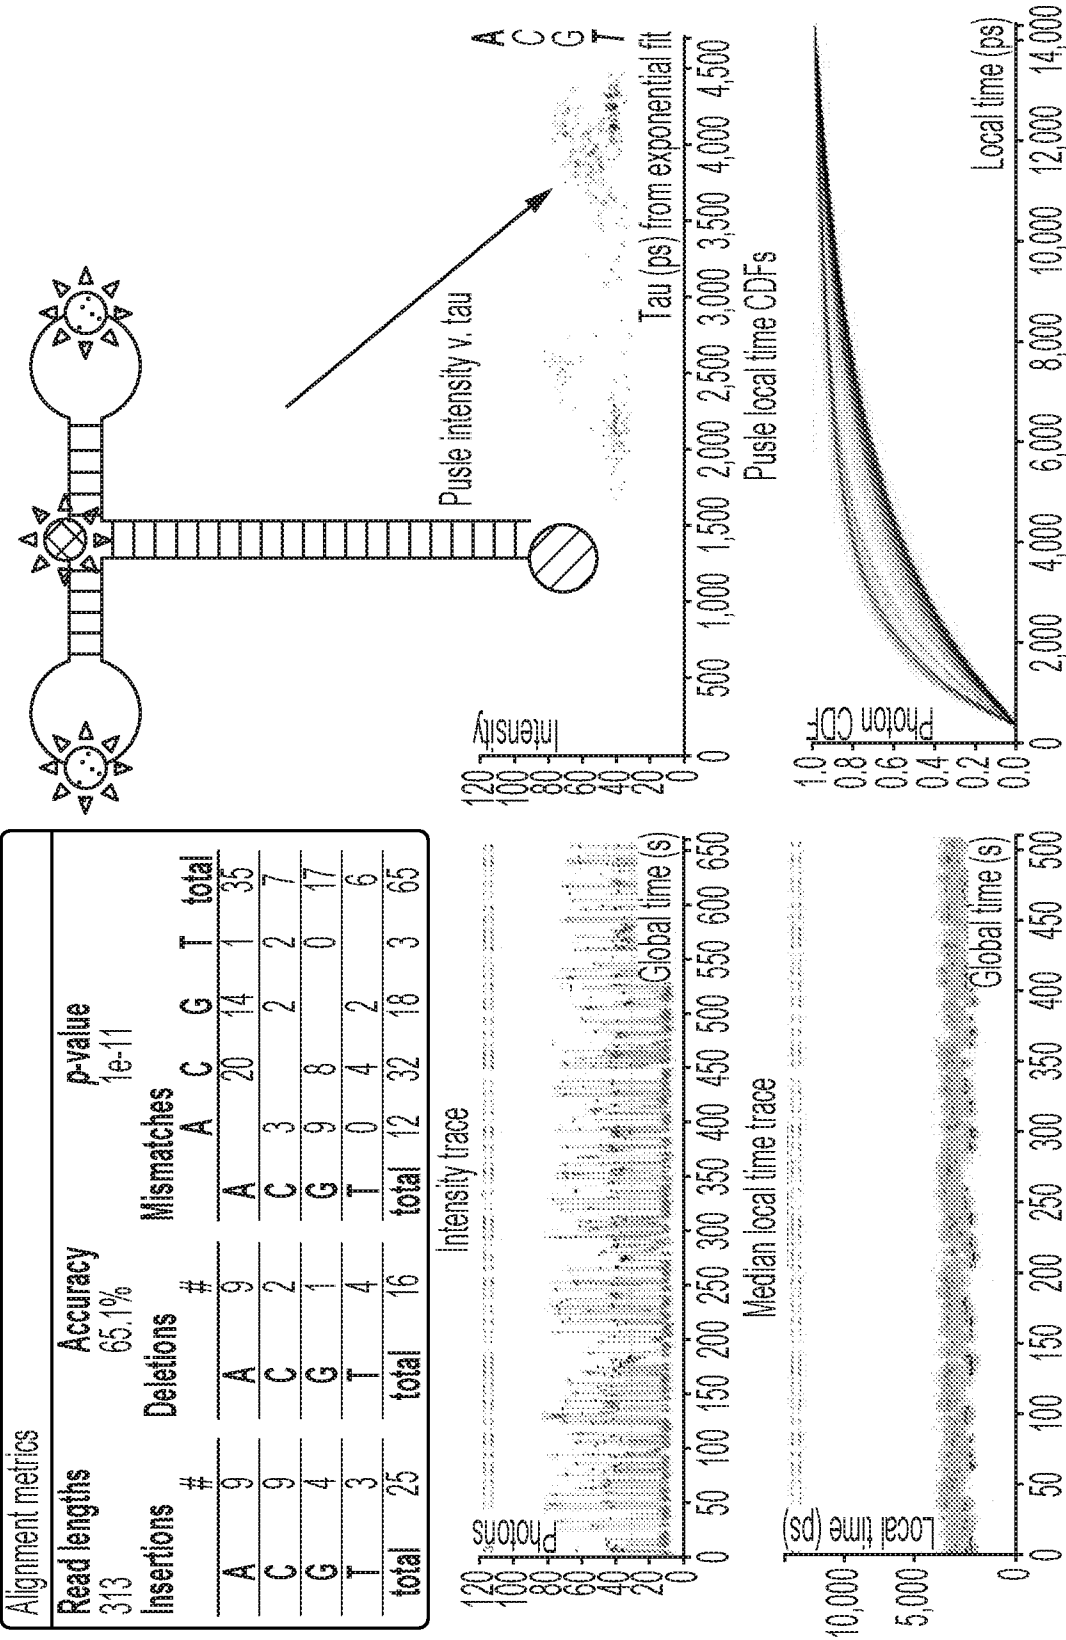 Alignment metrics
Read lengths Accuracy p-value
313 65.1% 1e-11
Insertions Deletions Mismatches
# # A C G T total
A 9 A 9 A 20 14 1 35
C 9 C 2 C 3 2 2 7
G 4 G 1 G 9 8 0 17
T 3 T 4 T 0 4 2 6
total 25 total 16 total 12 32 18 3 65
Pusle intensity v. tau
Intensity
120
100
80
60
40
20
0
0 500 1,000 1,500 2,000 2,500 3,000 3,500 4,000 4,500
Tau (ps) from exponential fit
A
C
G
T
Intensity trace
Photons
120
100
80
60
40
20
0
0 50 100 150 200 250 300 350 400 450 500 550 600 650
Global time (s)
Pusle local time CDFs
Photon CDF
1.0
0.8
0.6
0.4
0.2
0.0
0 2,000 4,000 6,000 8,000 10,000 12,000 14,000
Local time (ps)
Median local time trace
Local time (ps)
10,000
5,000
0
0 50 100 150 200 250 300 350 400 450 500
Global time (s)